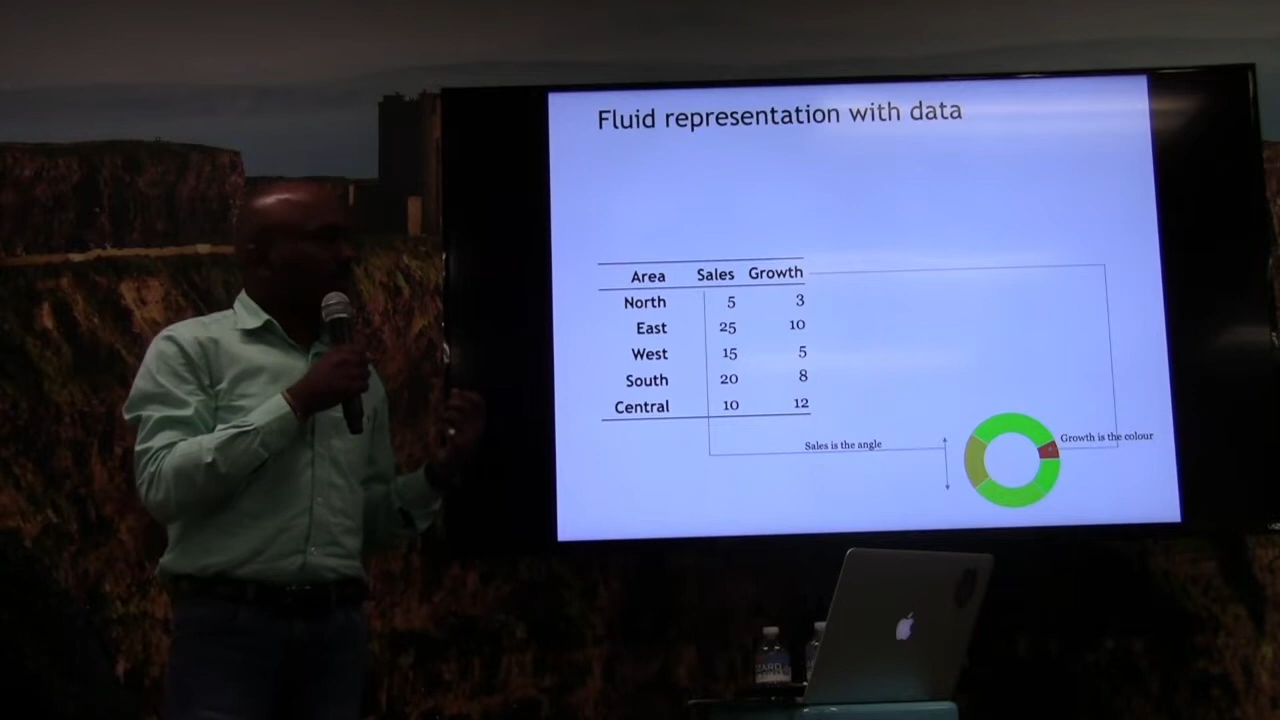 Fluid representation with data
Area Sales Growth
North 5 3
East 25 10
West 15 5
South 20 8
Central 10 12
Sales is the angle
Growth is the colour